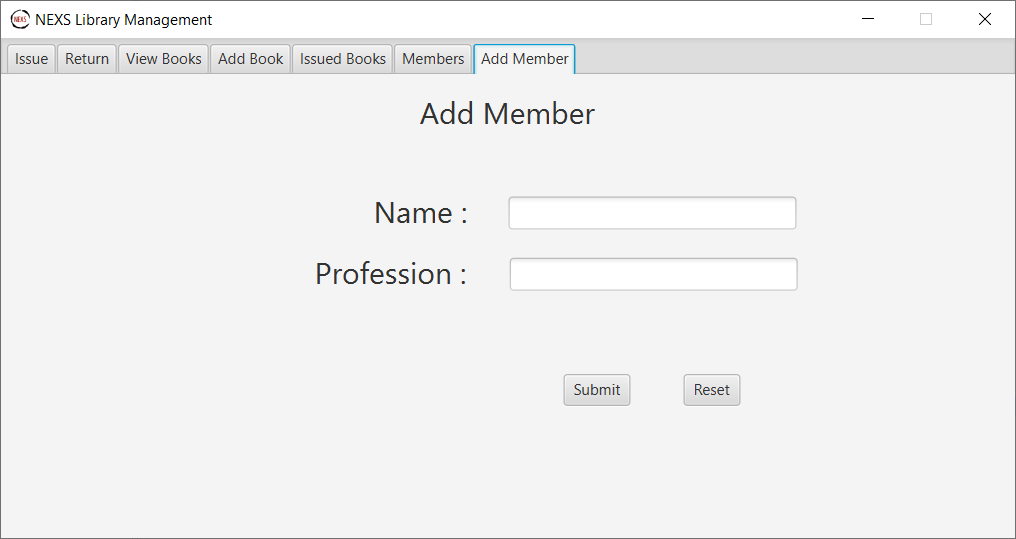 NEXS NEXS Library Management
Issue Return View Books Add Book Issued Books Members Add Member
Add Member
Name :
Profession :
Submit Reset